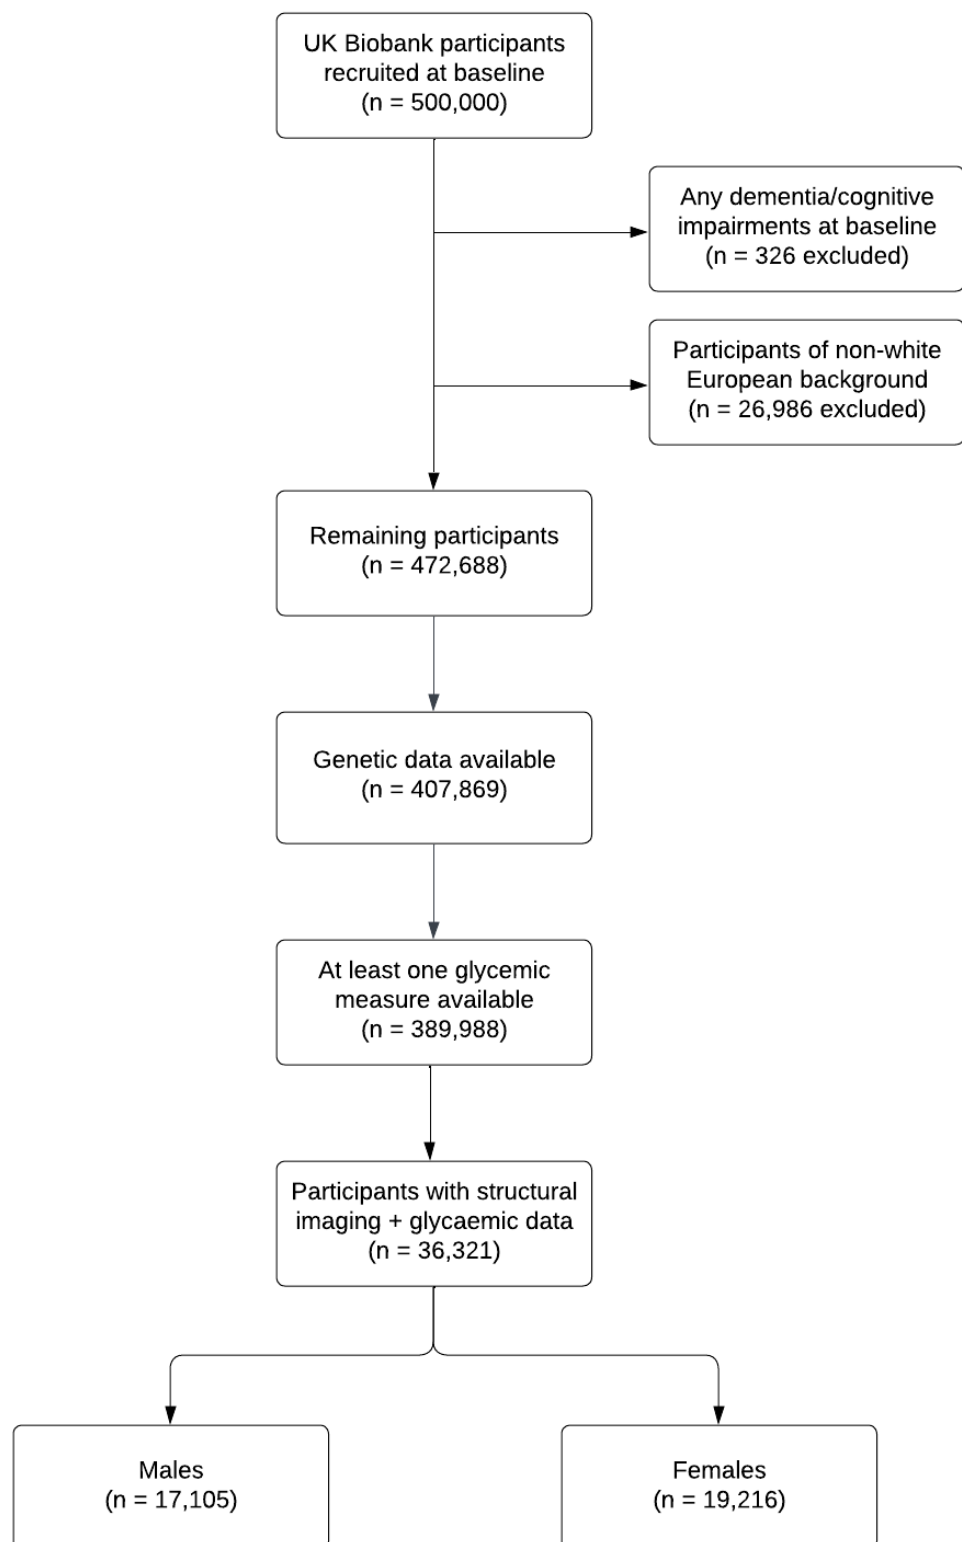 UK Biobank participants
recruited at baseline
(n = 500,000)
Any dementia/cognitive
impairments at baseline
(n = 326 excluded)
Participants of non-white
European background
(n = 26,986 excluded)
Remaining participants
(n = 472,688)
Genetic data available
(n = 407,869)
At least one glycemic
measure available
(n = 389,988)
Participants with structural
imaging + glycaemic data
(n = 36,321)
Males
(n = 17,105)
Females
(n = 19,216)